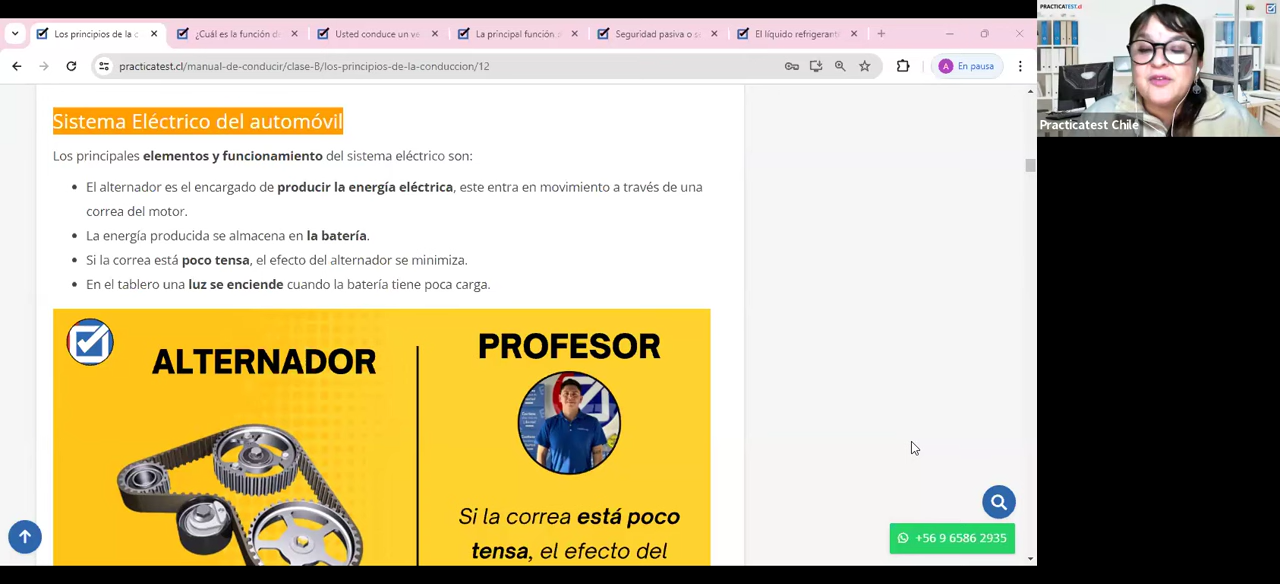 Los principios de la c
¿Cuál es la función de
Usted conduce un ve
La principal función
Seguridad pasiva o s
El líquido refrigerant
practicatest.cl/manual-de-conducir/clase-B/los-principios-de-la-conduccion/12
A
En pausa
PRACTICATEST.cl
Practicatest Chile
Sistema Eléctrico del automóvil
Los principales elementos y funcionamiento del sistema eléctrico son:
El alternador es el encargado de producir la energía eléctrica, este entra en movimiento a través de una
correa del motor.
La energía producida se almacena en la batería.
Si la correa está poco tensa, el efecto del alternador se minimiza.
En el tablero una luz se enciende cuando la batería tiene poca carga.
ALTERNADOR
PROFESOR
Si la correa está poco
tensa, el efecto del
+56 9 6586 2935